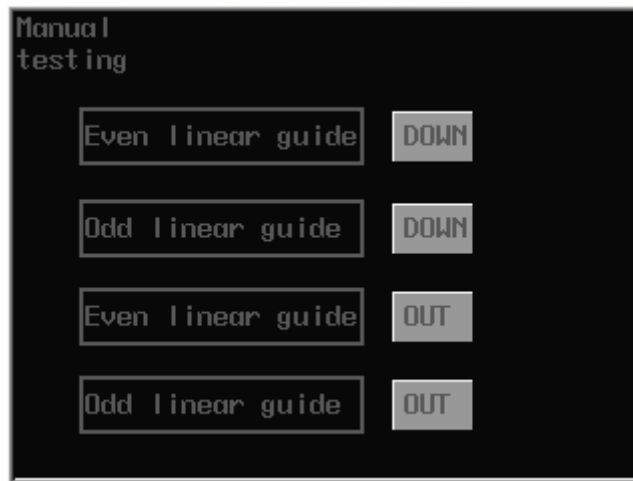 Manual
testing
Even linear guide DOWN
Odd linear guide DOWN
Even linear guide OUT
Odd linear guide OUT